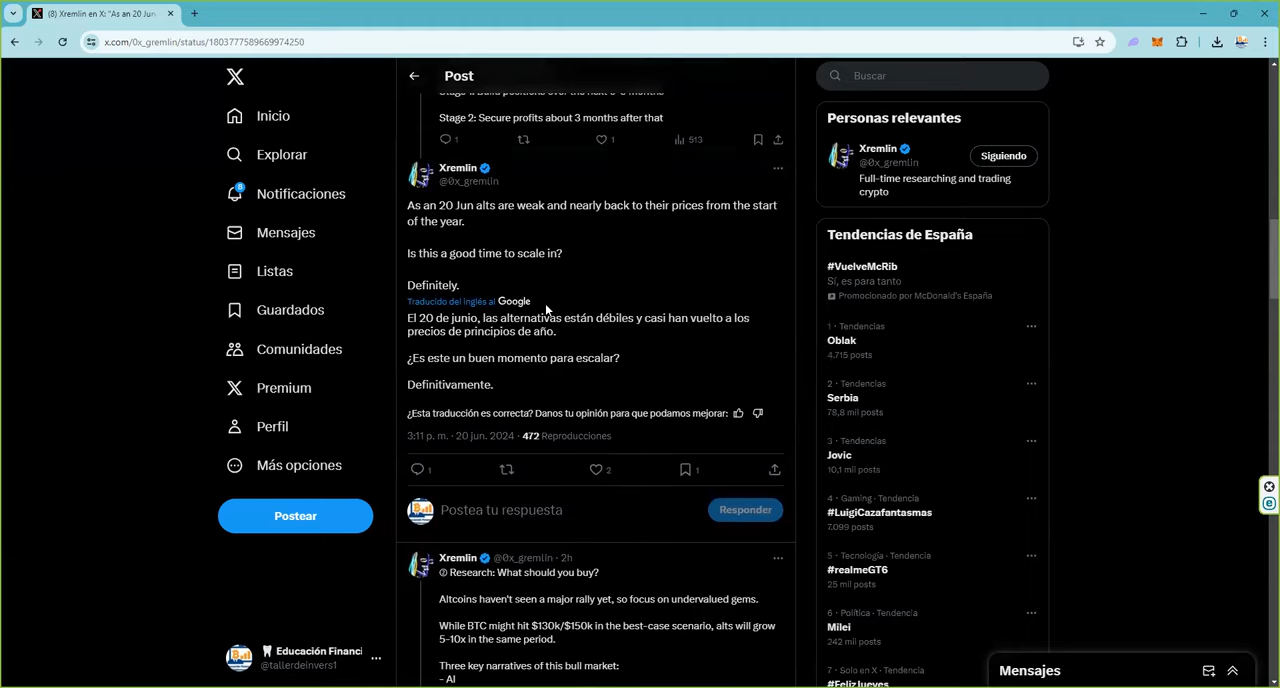 (8) Xremlin en X: "As an 20 Jun
x.com/0x_gremlin/status/1803777589669974250
Inicio
Explorar
8
Notificaciones
Mensajes
Listas
Guardados
Comunidades
Premium
Perfil
Más opciones
Postear
Educación Financi
@tallerdeinvers1
Post
Stage 2: Secure profits about 3 months after that
1 1 513
Xremlin
@0x_gremlin
As an 20 Jun alts are weak and nearly back to their prices from the start
of the year.
Is this a good time to scale in?
Definitely.
Traducido del inglés al Google
El 20 de junio, las alternativas están débiles y casi han vuelto a los
precios de principios de año.
¿Es este un buen momento para escalar?
Definitivamente.
¿Esta traducción es correcta? Danos tu opinión para que podamos mejorar:
3:11 p. m. · 20 jun. 2024 · 472 Reproducciones
1 2 1
Postea tu respuesta
Responder
Xremlin @0x_gremlin · 2h
② Research: What should you buy?
Altcoins haven't seen a major rally yet, so focus on undervalued gems.
While BTC might hit $130k/$150k in the best-case scenario, alts will grow
5-10x in the same period.
Three key narratives of this bull market:
- AI
Buscar
Personas relevantes
Xremlin
@0x_gremlin
Siguiendo
Full-time researching and trading
crypto
Tendencias de España
#VuelveMcRib
Sí, es para tanto
Promocionado por McDonald's España
1 · Tendencias
Oblak
4.715 posts
2 · Tendencias
Serbia
78,8 mil posts
3 · Tendencias
Jovic
10,1 mil posts
4 · Gaming · Tendencia
#LuigiCazafantasmas
7.099 posts
5 · Tecnología · Tendencia
#realmeGT6
25 mil posts
6 · Política · Tendencia
Milei
242 mil posts
7 · Solo en X · Tendencia
#FelizJueves
Mensajes